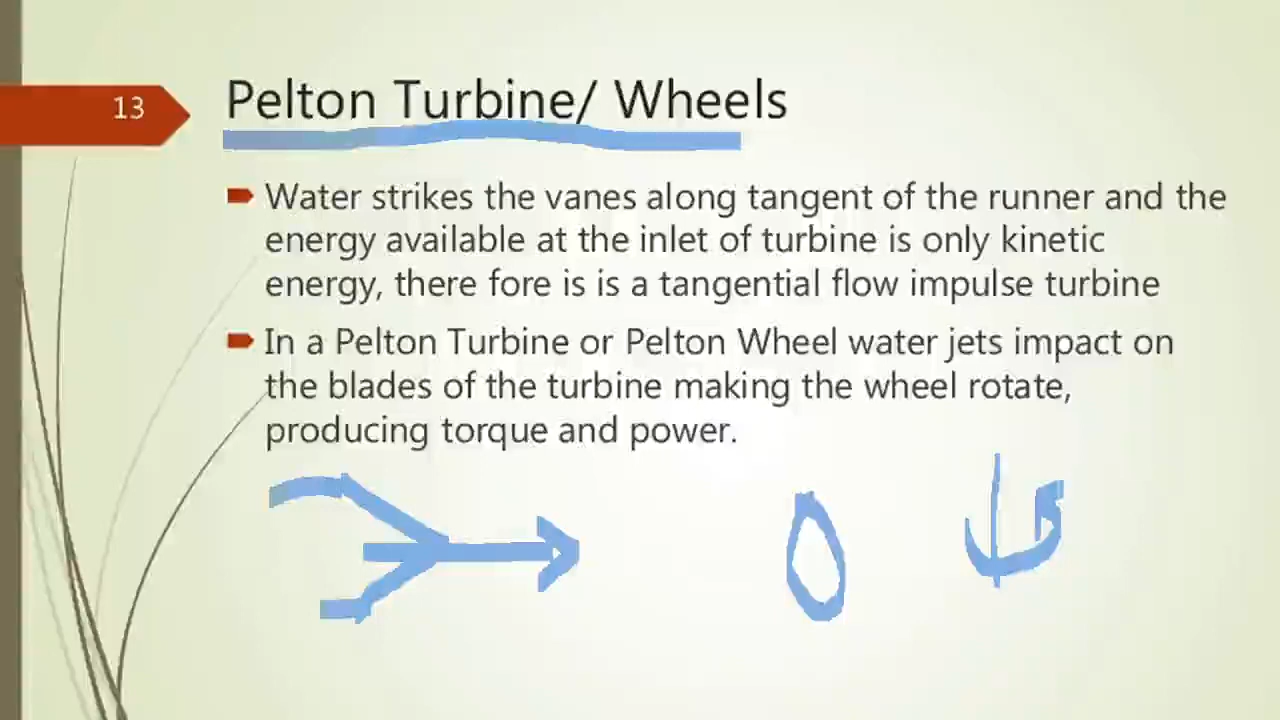 13
Pelton Turbine/ Wheels
Water strikes the vanes along tangent of the runner and the
energy available at the inlet of turbine is only kinetic
energy, there fore is is a tangential flow impulse turbine
In a Pelton Turbine or Pelton Wheel water jets impact on
the blades of the turbine making the wheel rotate,
producing torque and power.